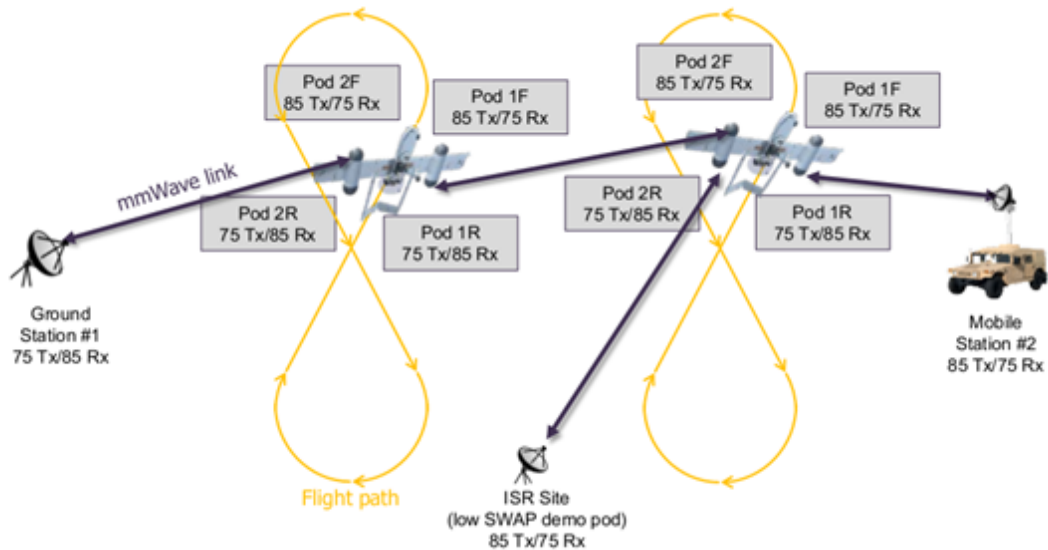 Pod 2F
85 Tx/75 Rx
Pod 1F
85 Tx/75 Rx
Pod 2F
85 Tx/75 Rx
Pod 1F
85 Tx/75 Rx
mmWave link
Pod 2R
75 Tx/85 Rx
Pod 1R
75 Tx/85 Rx
Pod 2R
75 Tx/85 Rx
Pod 1R
75 Tx/85 Rx
Ground
Station #1
75 Tx/85 Rx
Mobile
Station #2
85 Tx/75 Rx
Flight path
ISR Site
(low SWAP demo pod)
85 Tx/75 Rx